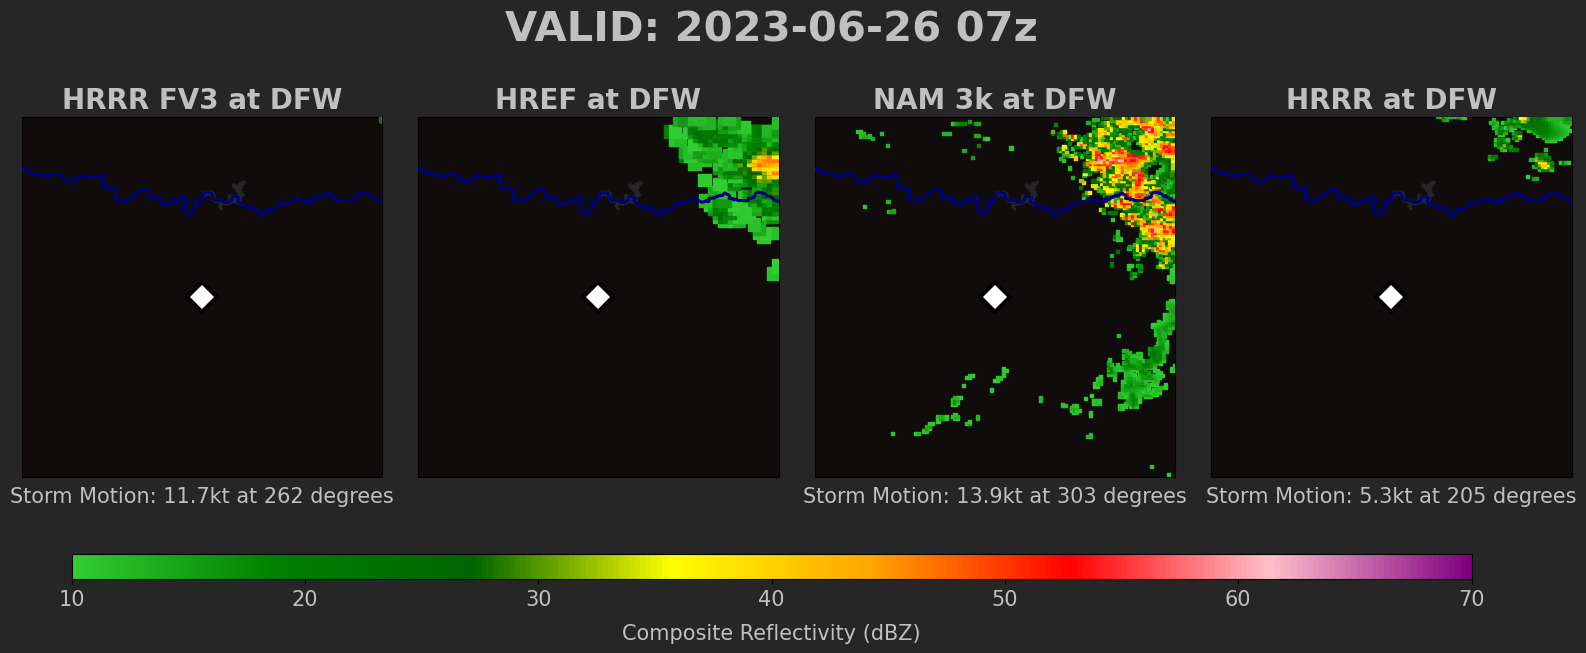 VALID: 2023-06-26 07z
HRRR FV3 at DFW
HREF at DFW
NAM 3k at DFW
HRRR at DFW
Storm Motion: 11.7kt at 262 degrees
Storm Motion: 13.9kt at 303 degrees
Storm Motion: 5.3kt at 205 degrees
10 20 30 40 50 60 70
Composite Reflectivity (dBZ)